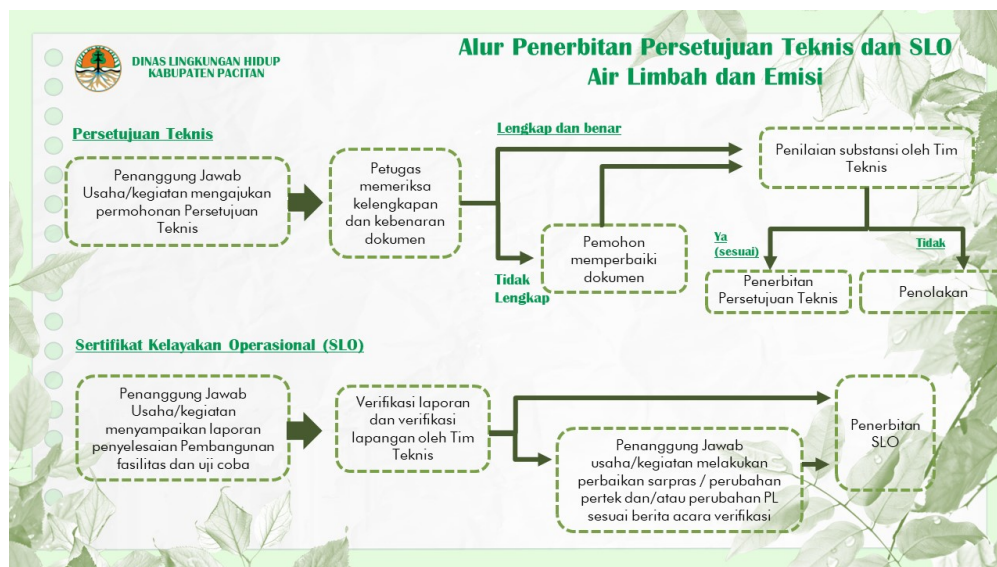 DINAS LINGKUNGAN HIDUP
KABUPATEN PACITAN
Alur Penerbitan Persetujuan Teknis dan SLO
Air Limbah dan Emisi
Persetujuan Teknis
Penanggung Jawab
Usaha/kegiatan mengajukan
permohonan Persetujuan
Teknis
Petugas
memeriksa
kelengkapan
dan kebenaran
dokumen
Lengkap dan benar
Tidak
Lengkap
Pemohon
memperbaiki
dokumen
Penilaian substansi oleh Tim
Teknis
Ya
(sesuai)
Tidak
Penerbitan
Persetujuan Teknis
Penolakan
Sertifikat Kelayakan Operasional (SLO)
Penanggung Jawab
Usaha/kegiatan
menyampaikan laporan
penyelesaian Pembangunan
fasilitas dan uji coba
Verifikasi laporan
dan verifikasi
lapangan oleh Tim
Teknis
Penanggung Jawab
usaha/kegiatan melakukan
perbaikan sarpras / perubahan
pertek dan/atau perubahan PL
sesuai berita acara verifikasi
Penerbitan
SLO